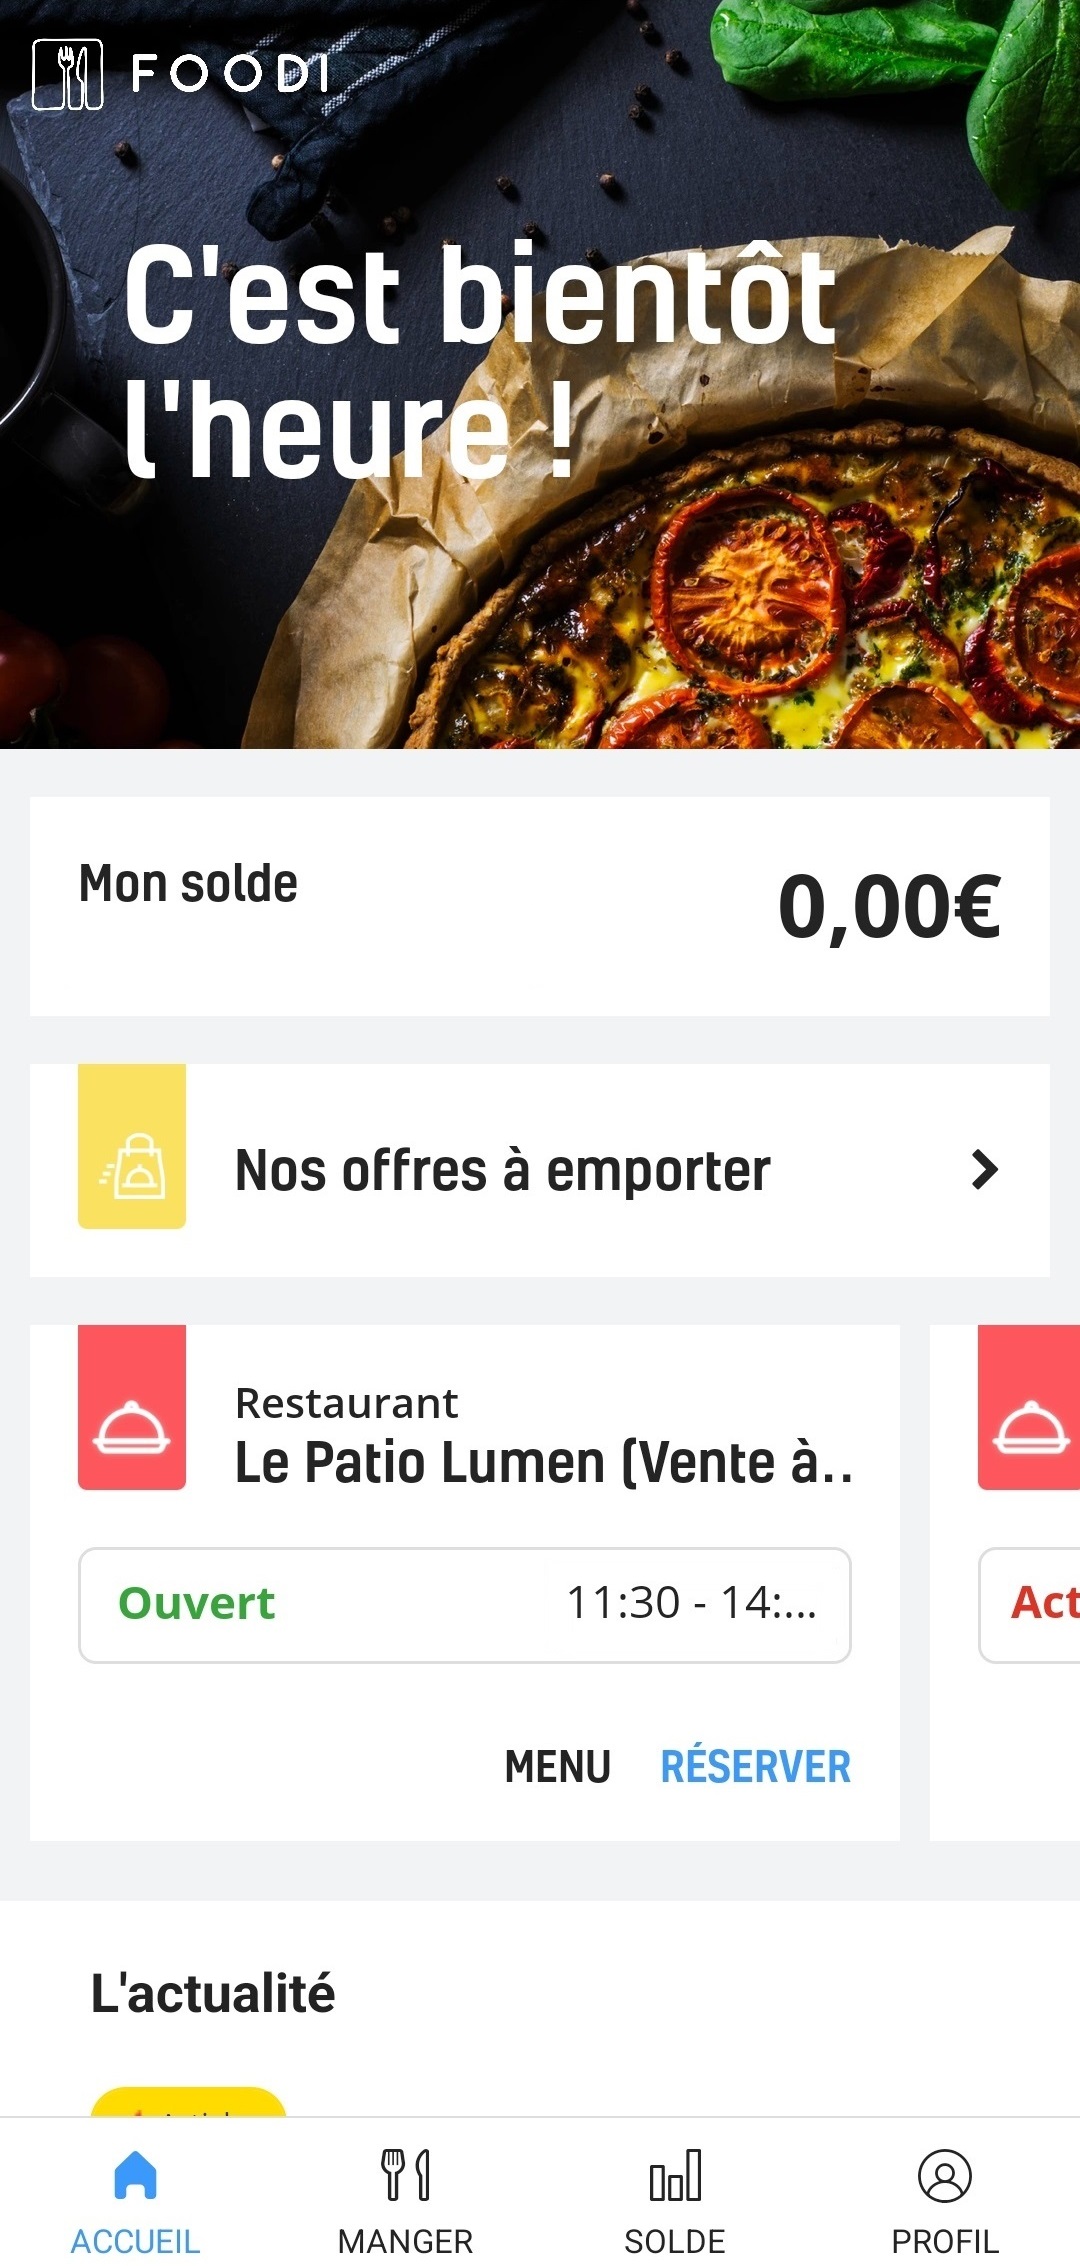 FOODI
C'est bientôt
l'heure !
Mon solde
0,00€
Nos offres à emporter
Restaurant
Le Patio Lumen (Vente à..
Ouvert
11:30 - 14:...
Act
MENU
RÉSERVER
L'actualité
ACCUEIL
MANGER
SOLDE
PROFIL